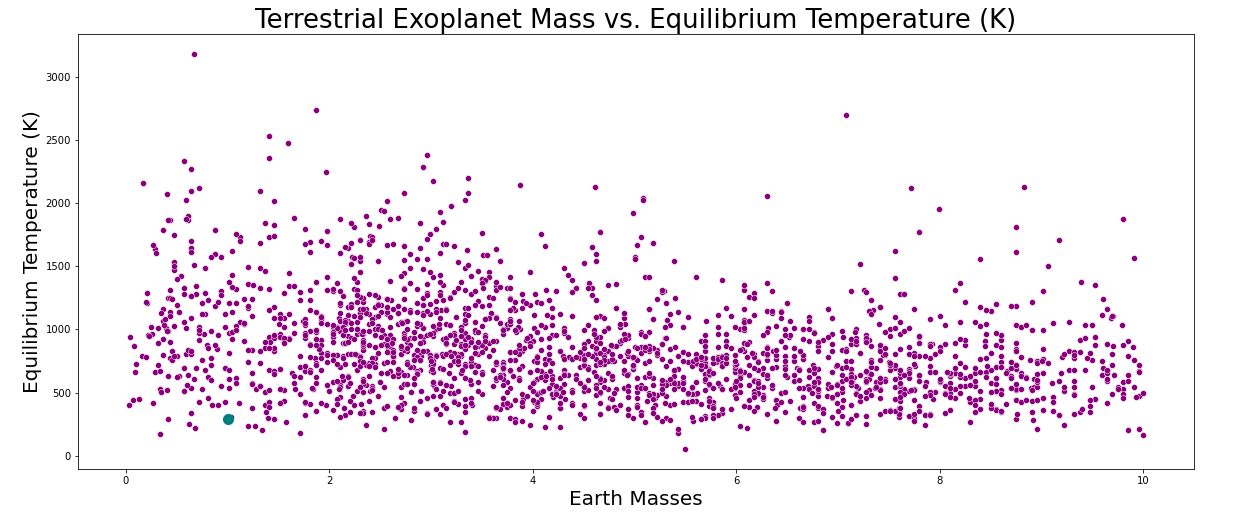 Terrestrial Exoplanet Mass vs. Equilibrium Temperature (K)
Equilibrium Temperature (K)
3000
2500
2000
1500
1000
500
0
0 2 4 6 8 10
Earth Masses